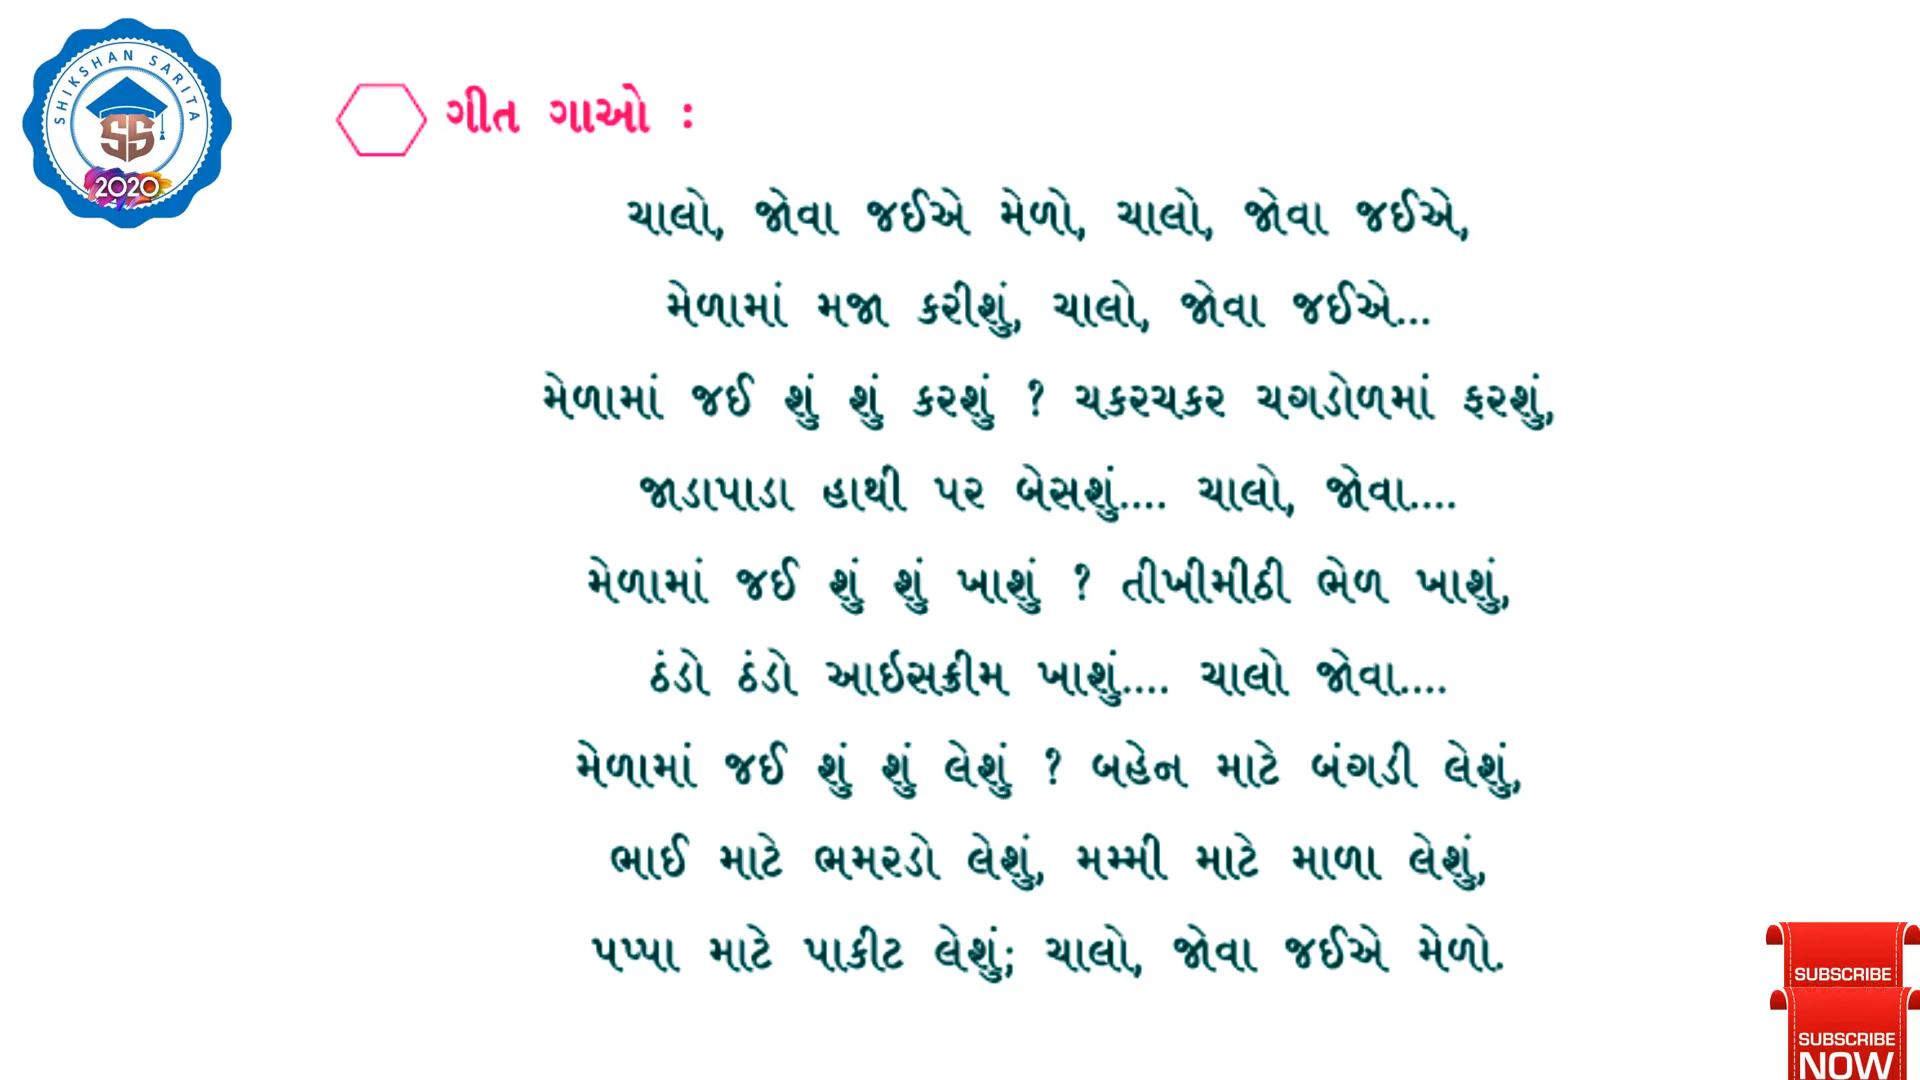 SHIKSHAN SARITA
SS
2020
ગીત ગાઓ :
ચાલો, જોવા જઈએ મેળો, ચાલો, જોવા જઈએ,
મેળામાં મજા કરીશું, ચાલો, જોવા જઈએ...
મેળામાં જઈ શું શું કરશું ? ચકરચકર ચગડોળમાં ફરશું,
જાડાપાડા હાથી પર બેસશું.... ચાલો, જોવા....
મેળામાં જઈ શું શું ખાશું ? તીખીમીઠી ભેળ ખાશું,
ઠંડો ઠંડો આઇસક્રીમ ખાશું.... ચાલો જોવા....
મેળામાં જઈ શું શું લેશું ? બહેન માટે બંગડી લેશું,
ભાઈ માટે ભમરડો લેશું, મમ્મી માટે માળા લેશું,
પપ્પા માટે પાકીટ લેશું; ચાલો, જોવા જઈએ મેળો.
SUBSCRIBE
SUBSCRIBE
NOW